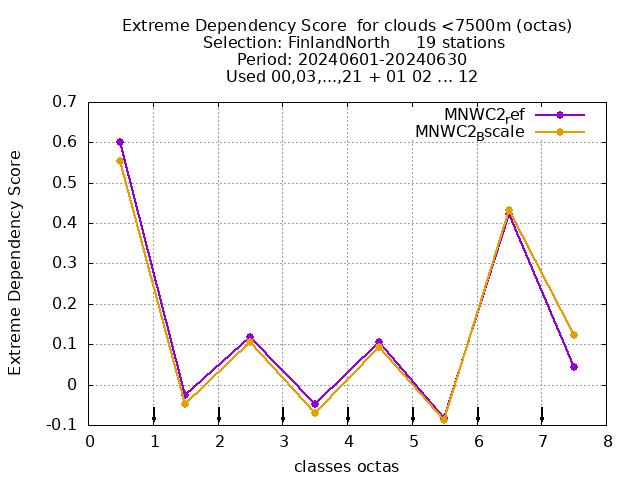 Extreme Dependency Score  for clouds <7500m (octas)
Selection: FinlandNorth     19 stations
Period: 20240601-20240630
Used 00,03,...,21 + 01 02 ... 12
MNWC2ref
MNWC2Bscale
Extreme Dependency Score
0.7
0.6
0.5
0.4
0.3
0.2
0.1
0
-0.1
0 1 2 3 4 5 6 7 8
classes octas